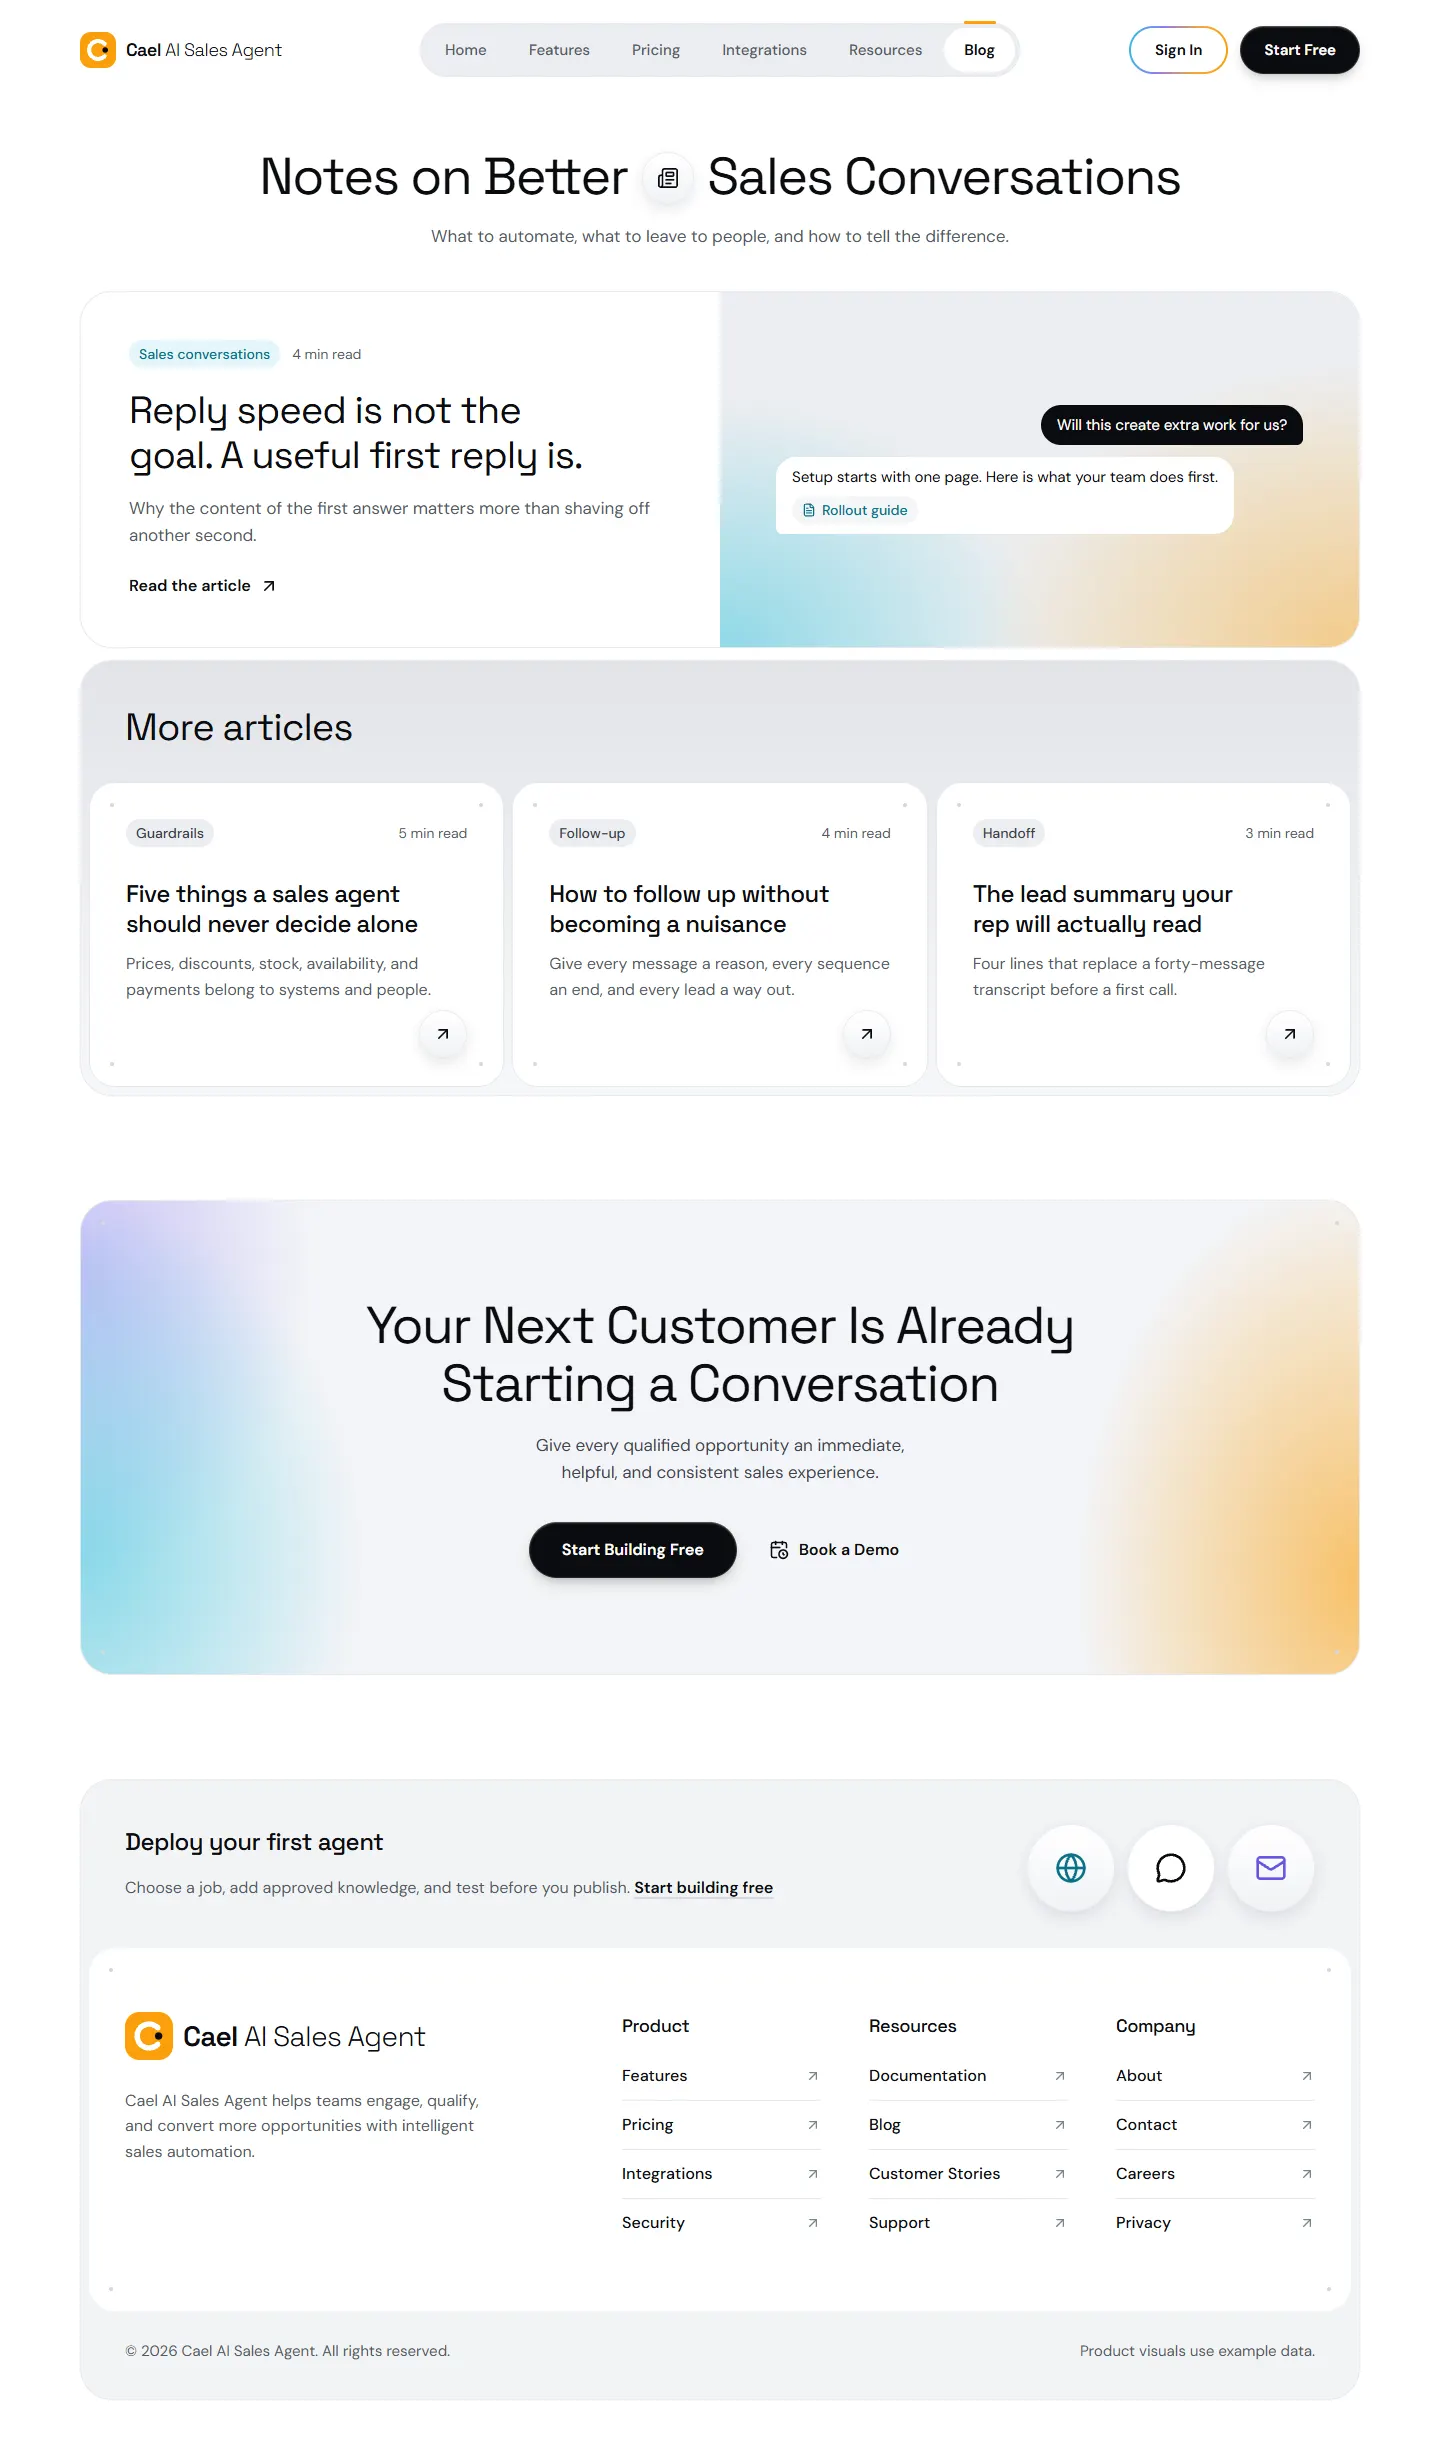 Cael AI Sales Agent
Home
Features
Pricing
Integrations
Resources
Blog
Sign In
Start Free
Notes on Better Sales Conversations
What to automate, what to leave to people, and how to tell the difference.
Sales conversations
4 min read
Reply speed is not the
goal. A useful first reply is.
Why the content of the first answer matters more than shaving off
another second.
Read the article
Will this create extra work for us?
Setup starts with one page. Here is what your team does first.
Rollout guide
More articles
Guardrails
5 min read
Five things a sales agent
should never decide alone
Prices, discounts, stock, availability, and
payments belong to systems and people.
Follow-up
4 min read
How to follow up without
becoming a nuisance
Give every message a reason, every sequence
an end, and every lead a way out.
Handoff
3 min read
The lead summary your
rep will actually read
Four lines that replace a forty-message
transcript before a first call.
Your Next Customer Is Already
Starting a Conversation
Give every qualified opportunity an immediate,
helpful, and consistent sales experience.
Start Building Free
Book a Demo
Deploy your first agent
Choose a job, add approved knowledge, and test before you publish. Start building free
Cael AI Sales Agent
Cael AI Sales Agent helps teams engage, qualify,
and convert more opportunities with intelligent
sales automation.
Product
Features
Pricing
Integrations
Security
Resources
Documentation
Blog
Customer Stories
Support
Company
About
Contact
Careers
Privacy
© 2026 Cael AI Sales Agent. All rights reserved.
Product visuals use example data.